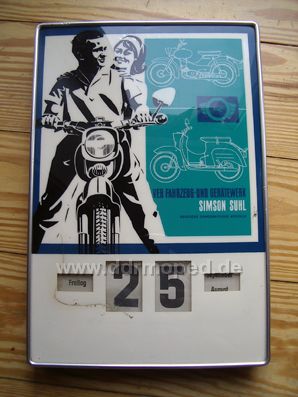 VEB FAHRZEUG- UND GERÄTEWERK
SIMSON SUHL
www.ddrmoped.de
Freitag
25
August